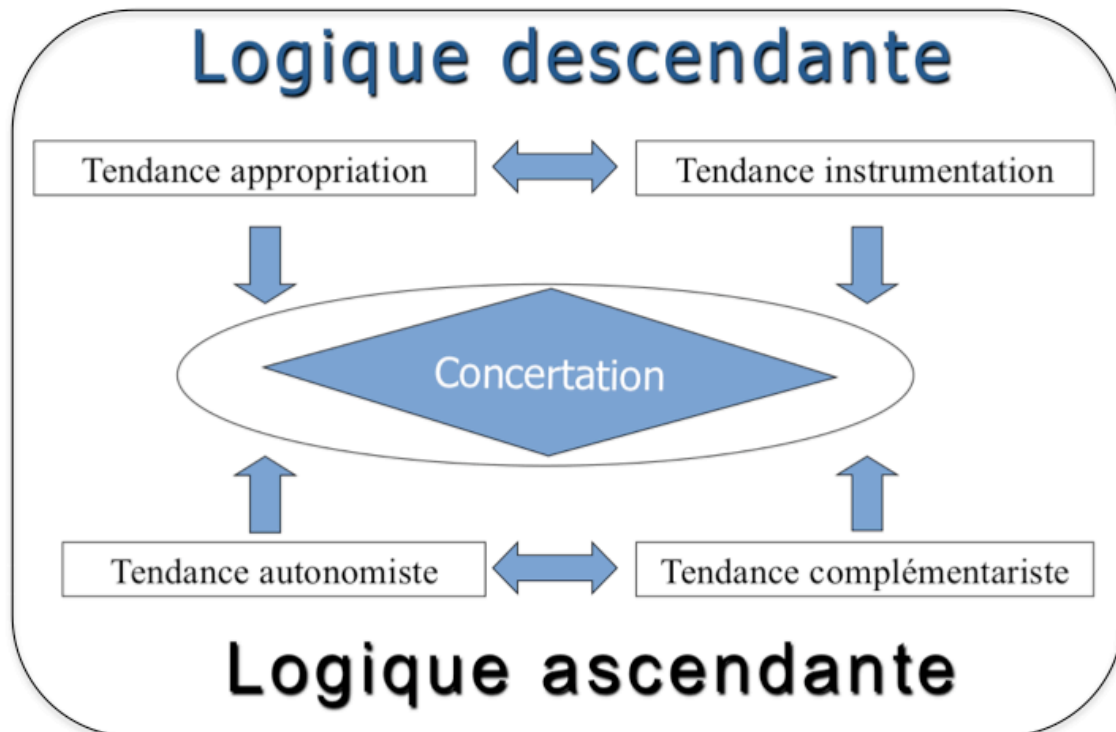 Logique descendante
Tendance appropriation
Tendance instrumentation
Concertation
Tendance autonomiste
Tendance complémentariste
Logique ascendante